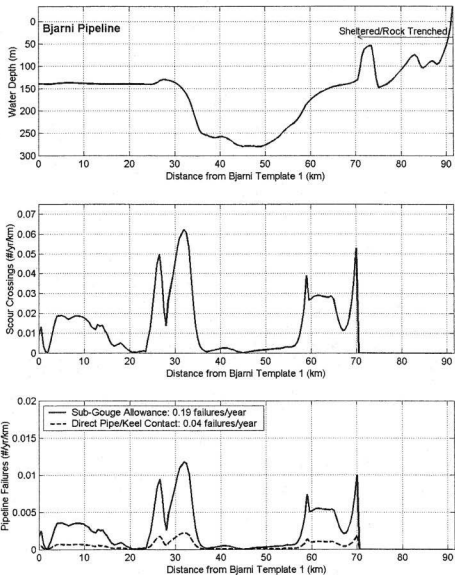 Bjarni Pipeline
Sheltered/Rock Trenched
Water Depth (m)
0
50
100
150
200
250
300
0 10 20 30 40 50 60 70 80 90
Distance from Bjarni Template 1 (km)
Scour Crossings (#/yr/km)
0.07
0.06
0.05
0.04
0.03
0.02
0.01
0
0 10 20 30 40 50 60 70 80 90
Distance from Bjarni Template 1 (km)
Pipeline Failures (#/yr/km)
0.02
0.015
0.01
0.005
0
Sub-Gouge Allowance: 0.19 failures/year
Direct Pipe/Keel Contact: 0.04 failures/year
0 10 20 30 40 50 60 70 80 90
Distance from Bjarni Template 1 (km)